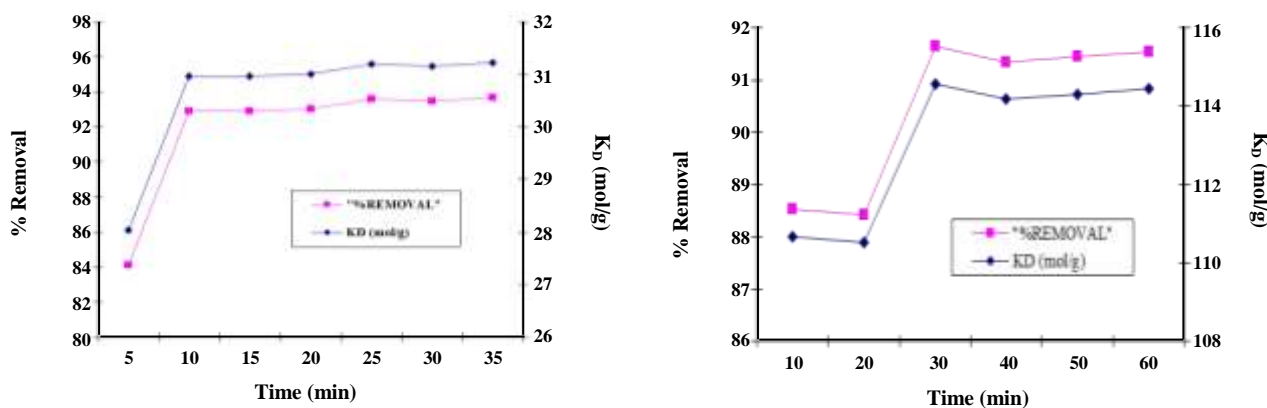 % Removal
98
96
94
92
90
88
86
84
82
80
32
31
30
29
28
27
26
K_D (mol/g)
"%REMOVAL"
KD (mol/g)
5 10 15 20 25 30 35
Time (min)
% Removal
92
91
90
89
88
87
86
116
114
112
110
108
K_D (mol/g)
"%REMOVAL"
KD (mol/g)
10 20 30 40 50 60
Time (min)